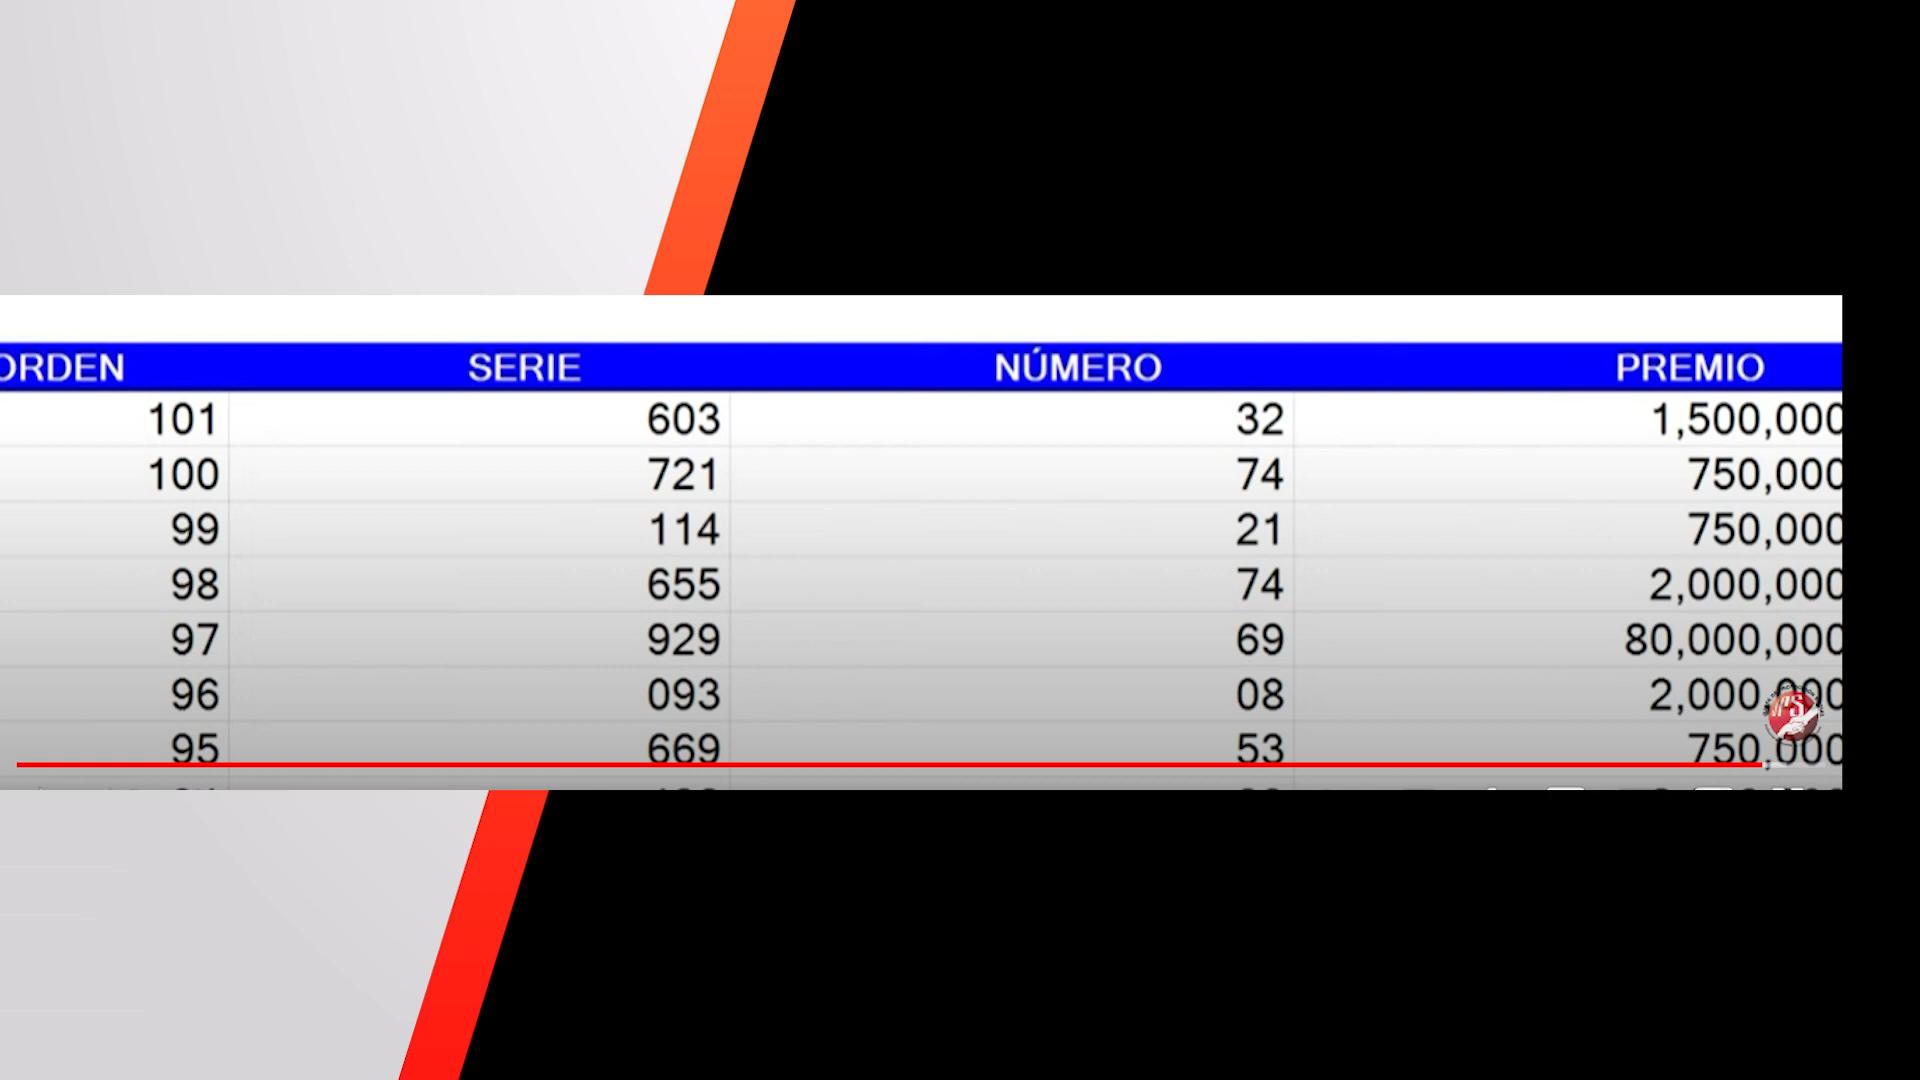 ORDEN SERIE NÚMERO PREMIO
101 603 32 1,500,000
100 721 74 750,000
99 114 21 750,000
98 655 74 2,000,000
97 929 69 80,000,000
96 093 08 2,000,000
95 669 53 750,000